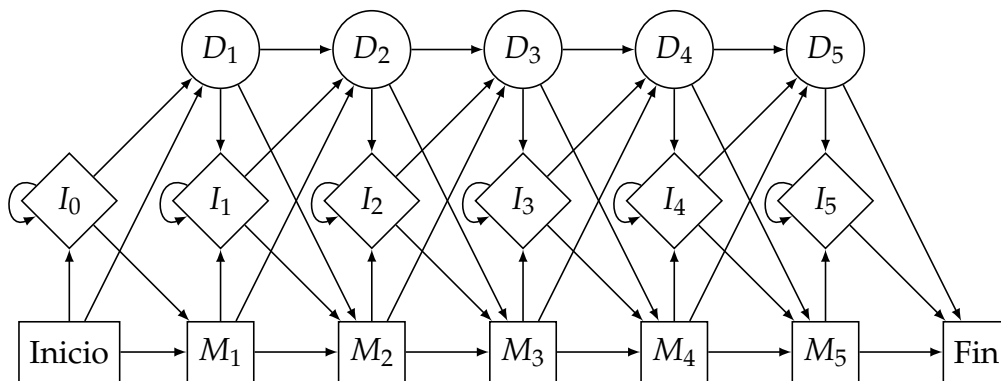 D1 D2 D3 D4 D5
I0 I1 I2 I3 I4 I5
Inicio M1 M2 M3 M4 M5 Fin